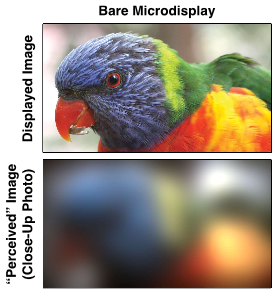 Bare Microdisplay
Displayed Image
"Perceived" Image
(Close-Up Photo)